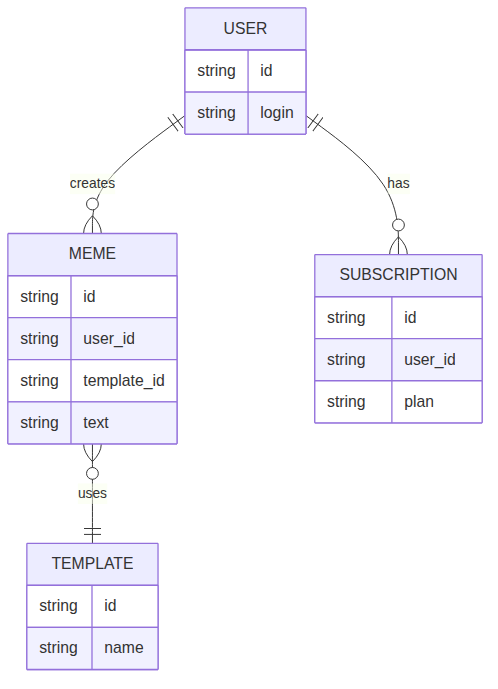 USER
string id
string login
creates
has
MEME
string id
string user_id
string template_id
string text
SUBSCRIPTION
string id
string user_id
string plan
uses
TEMPLATE
string id
string name